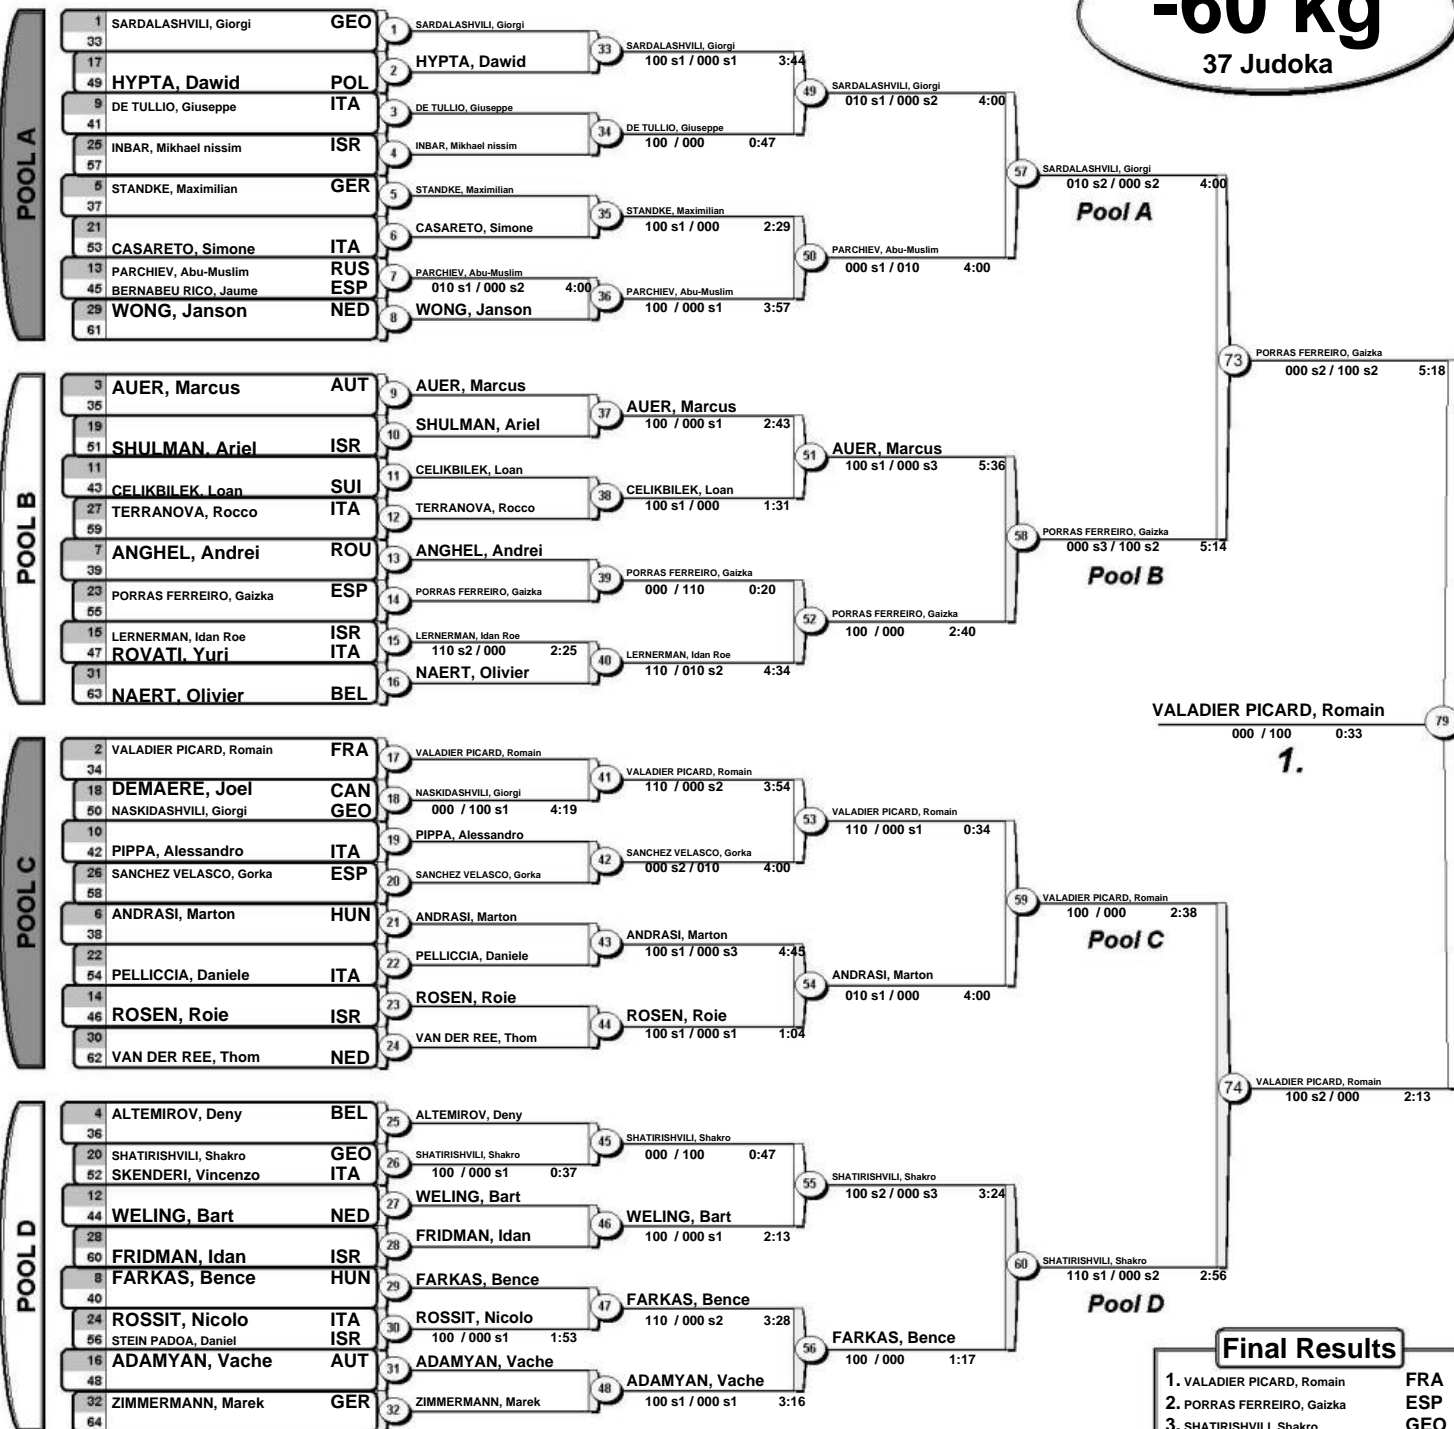 -60 kg
37 Judoka
POOL A
1 SARDALASHVILI, Giorgi GEO
33
17
49 HYPTA, Dawid POL
9 DE TULLIO, Giuseppe ITA
41
25 INBAR, Mikhael nissim ISR
57
5 STANDKE, Maximilian GER
37
21
53 CASARETO, Simone ITA
13 PARCHIEV, Abu-Muslim RUS
45 BERNABEU RICO, Jaume ESP
29 WONG, Janson NED
61
1 SARDALASHVILI, Giorgi
2 HYPTA, Dawid
3 DE TULLIO, Giuseppe
4 INBAR, Mikhael nissim
5 STANDKE, Maximilian
6 CASARETO, Simone
7 PARCHIEV, Abu-Muslim
010 s1 / 000 s2 4:00
8 WONG, Janson
33 SARDALASHVILI, Giorgi
100 s1 / 000 s1 3:44
34 DE TULLIO, Giuseppe
100 / 000 0:47
35 STANDKE, Maximilian
100 s1 / 000 2:29
36 PARCHIEV, Abu-Muslim
100 / 000 s1 3:57
49 SARDALASHVILI, Giorgi
010 s1 / 000 s2 4:00
50 PARCHIEV, Abu-Muslim
000 s1 / 010 4:00
57 SARDALASHVILI, Giorgi
010 s2 / 000 s2 4:00
Pool A
POOL B
3 AUER, Marcus AUT
35
19
51 SHULMAN, Ariel ISR
11
43 CELIKBILEK, Loan SUI
27 TERRANOVA, Rocco ITA
59
7 ANGHEL, Andrei ROU
39
23 PORRAS FERREIRO, Gaizka ESP
55
15 LERNERMAN, Idan Roe ISR
47 ROVATI, Yuri ITA
31
63 NAERT, Olivier BEL
9 AUER, Marcus
10 SHULMAN, Ariel
11 CELIKBILEK, Loan
12 TERRANOVA, Rocco
13 ANGHEL, Andrei
14 PORRAS FERREIRO, Gaizka
15 LERNERMAN, Idan Roe
110 s2 / 000 2:25
16 NAERT, Olivier
37 AUER, Marcus
100 / 000 s1 2:43
38 CELIKBILEK, Loan
100 s1 / 000 1:31
39 PORRAS FERREIRO, Gaizka
000 / 110 0:20
40 LERNERMAN, Idan Roe
110 / 010 s2 4:34
51 AUER, Marcus
100 s1 / 000 s3 5:36
52 PORRAS FERREIRO, Gaizka
100 / 000 2:40
58 PORRAS FERREIRO, Gaizka
000 s3 / 100 s2 5:14
Pool B
73 PORRAS FERREIRO, Gaizka
000 s2 / 100 s2 5:18
VALADIER PICARD, Romain 79
000 / 100 0:33
1.
POOL C
2 VALADIER PICARD, Romain FRA
34
18 DEMAERE, Joel CAN
50 NASKIDASHVILI, Giorgi GEO
10
42 PIPPA, Alessandro ITA
26 SANCHEZ VELASCO, Gorka ESP
58
6 ANDRASI, Marton HUN
38
22
54 PELLICCIA, Daniele ITA
14
46 ROSEN, Roie ISR
30
62 VAN DER REE, Thom NED
17 VALADIER PICARD, Romain
18 NASKIDASHVILI, Giorgi
000 / 100 s1 4:19
19 PIPPA, Alessandro
20 SANCHEZ VELASCO, Gorka
21 ANDRASI, Marton
22 PELLICCIA, Daniele
23 ROSEN, Roie
24 VAN DER REE, Thom
41 VALADIER PICARD, Romain
110 / 000 s2 3:54
42 SANCHEZ VELASCO, Gorka
000 s2 / 010 4:00
43 ANDRASI, Marton
100 s1 / 000 s3 4:45
44 ROSEN, Roie
100 s1 / 000 s1 1:04
53 VALADIER PICARD, Romain
110 / 000 s1 0:34
54 ANDRASI, Marton
010 s1 / 000 4:00
59 VALADIER PICARD, Romain
100 / 000 2:38
Pool C
74 VALADIER PICARD, Romain
100 s2 / 000 2:13
POOL D
4 ALTEMIROV, Deny BEL
36
20 SHATIRISHVILI, Shakro GEO
52 SKENDERI, Vincenzo ITA
12
44 WELING, Bart NED
28
60 FRIDMAN, Idan ISR
8 FARKAS, Bence HUN
40
24 ROSSIT, Nicolo ITA
56 STEIN PADOA, Daniel ISR
16 ADAMYAN, Vache AUT
48
32 ZIMMERMANN, Marek GER
64
25 ALTEMIROV, Deny
26 SHATIRISHVILI, Shakro
100 / 000 s1 0:37
27 WELING, Bart
28 FRIDMAN, Idan
29 FARKAS, Bence
30 ROSSIT, Nicolo
100 / 000 s1 1:53
31 ADAMYAN, Vache
32 ZIMMERMANN, Marek
45 SHATIRISHVILI, Shakro
000 / 100 0:47
46 WELING, Bart
100 / 000 s1 2:13
47 FARKAS, Bence
110 / 000 s2 3:28
48 ADAMYAN, Vache
100 s1 / 000 s1 3:16
55 SHATIRISHVILI, Shakro
100 s2 / 000 s3 3:24
56 FARKAS, Bence
100 / 000 1:17
60 SHATIRISHVILI, Shakro
110 s1 / 000 s2 2:56
Pool D
Final Results
1. VALADIER PICARD, Romain FRA
2. PORRAS FERREIRO, Gaizka ESP
3. SHATIRISHVILI, Shakro GEO